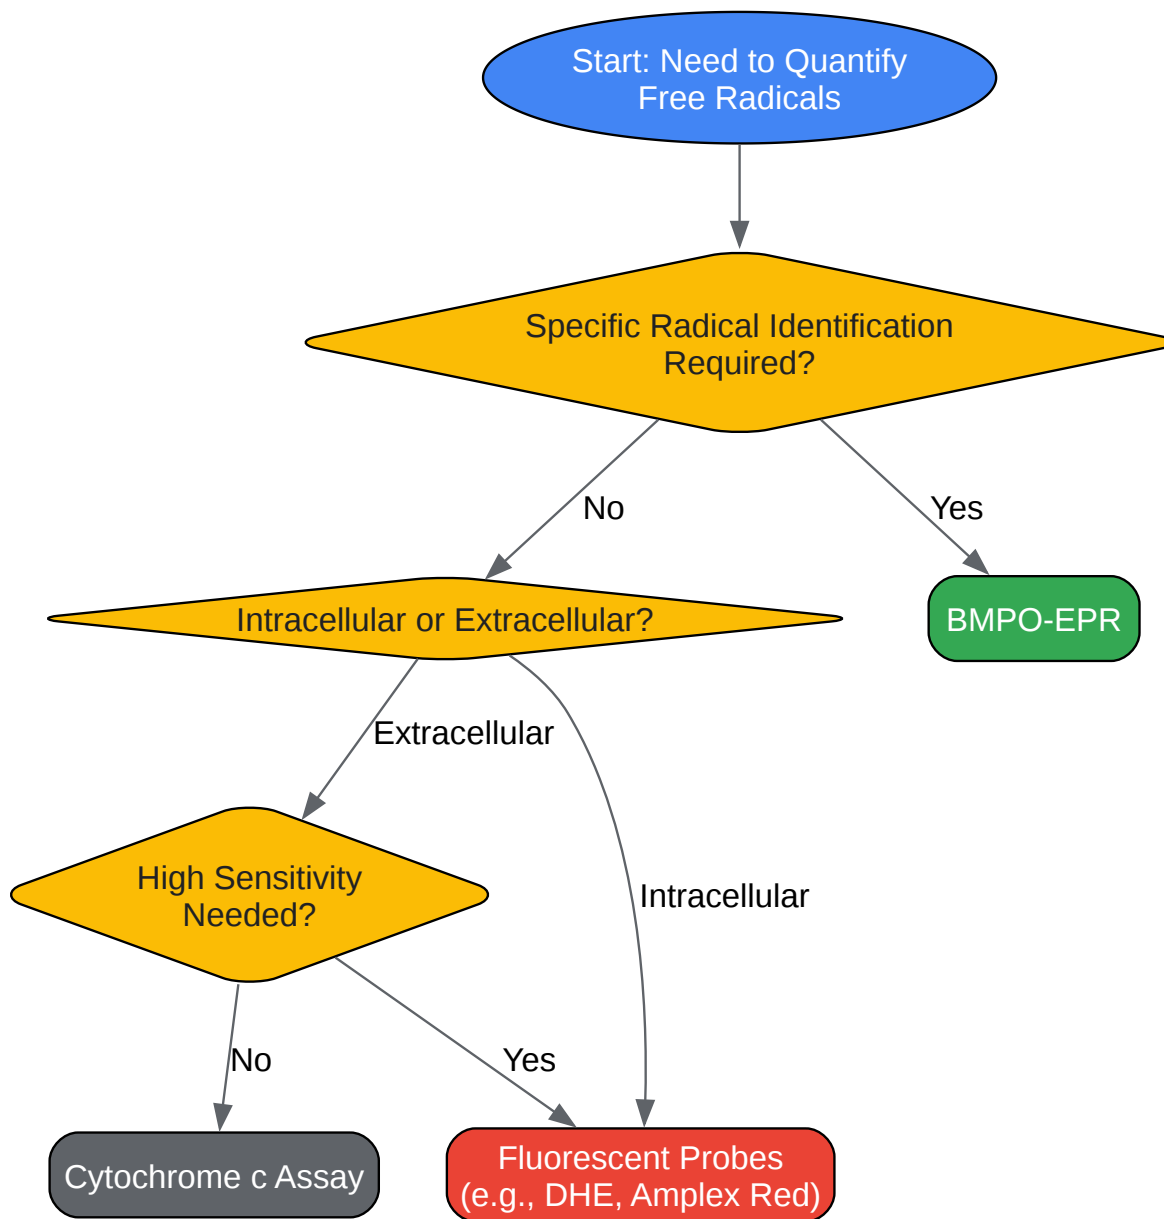 Start: Need to Quantify
Free Radicals
Specific Radical Identification
Required?
No
Yes
Intracellular or Extracellular?
BMPO-EPR
Extracellular
High Sensitivity
Needed?
Intracellular
No
Yes
Cytochrome c Assay
Fluorescent Probes
(e.g., DHE, Amplex Red)